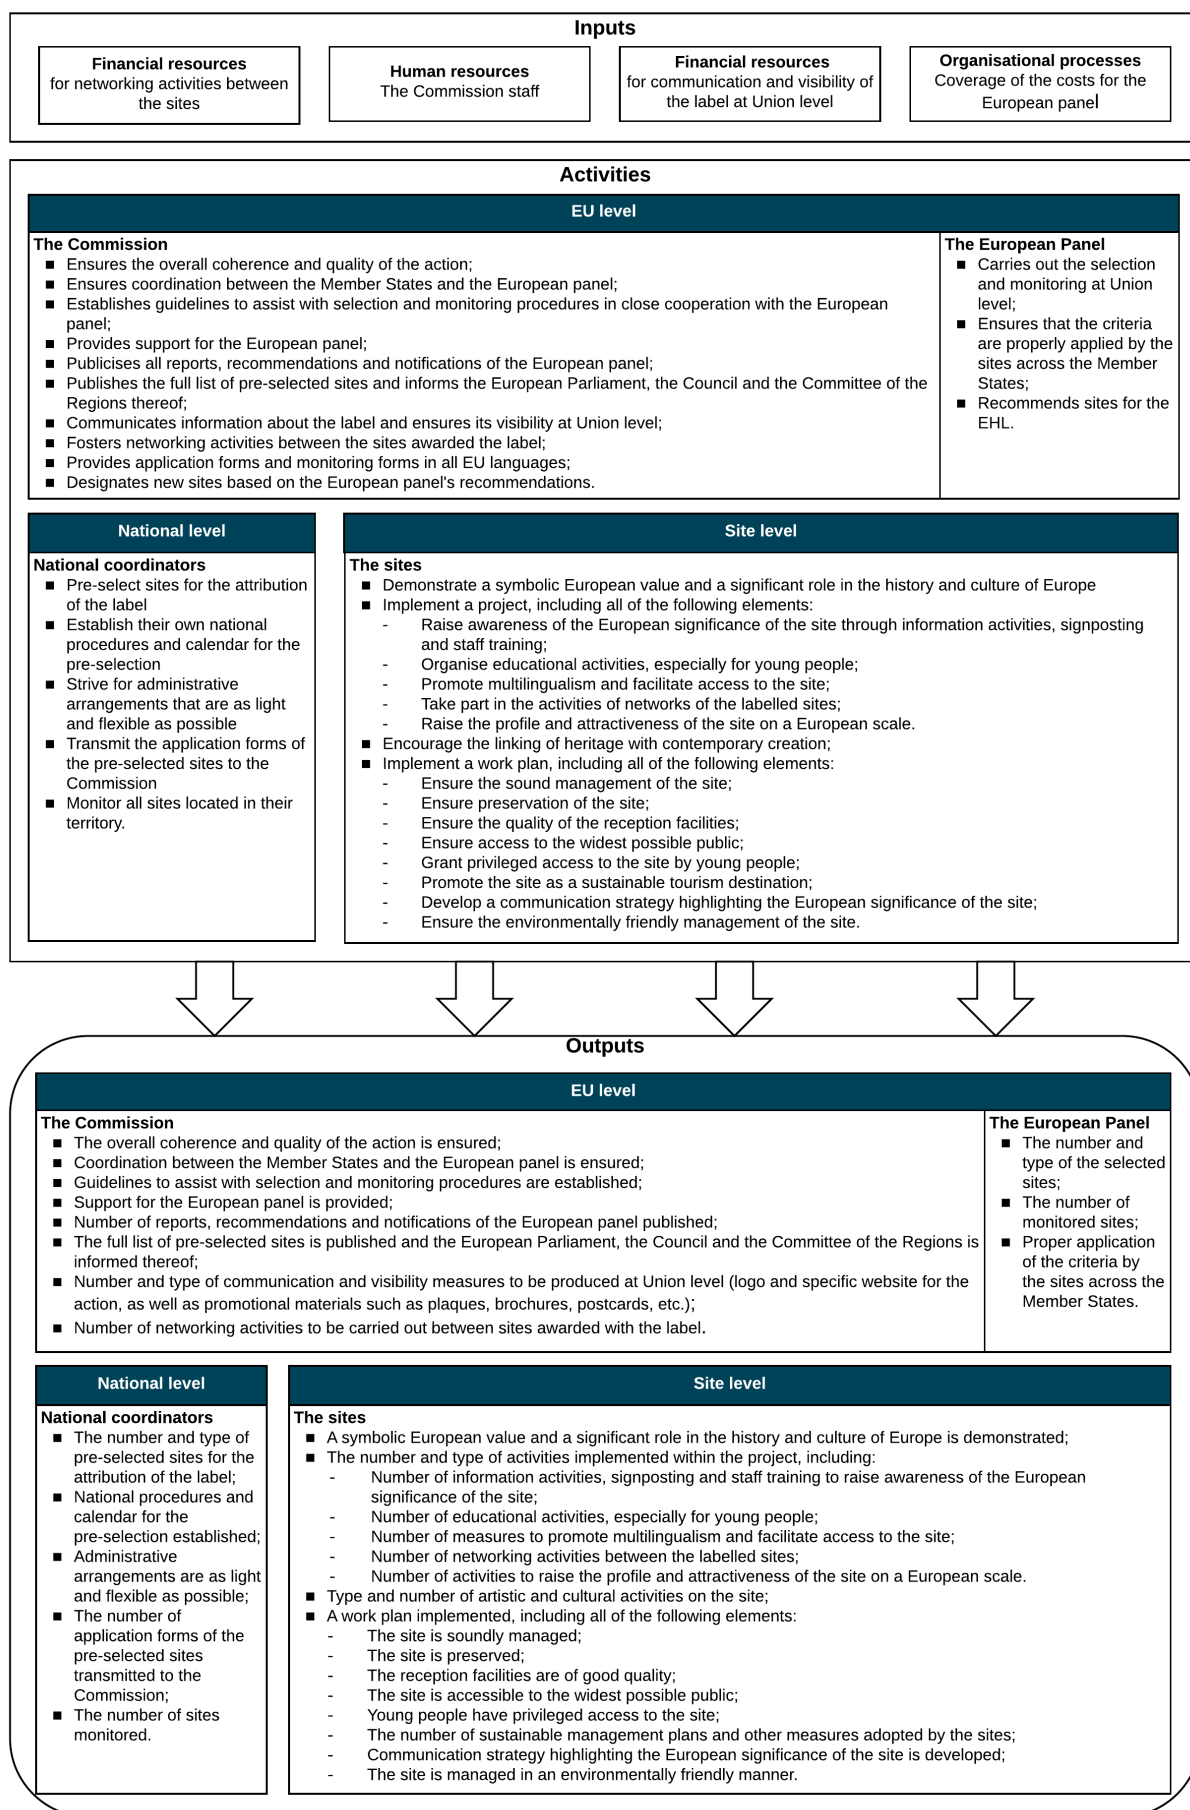 Inputs
Financial resources
for networking activities between
the sites
Human resources
The Commission staff
Financial resources
for communication and visibility of
the label at Union level
Organisational processes
Coverage of the costs for the
European panel
Activities
EU level
The Commission
■ Ensures the overall coherence and quality of the action;
■ Ensures coordination between the Member States and the European panel;
■ Establishes guidelines to assist with selection and monitoring procedures in close cooperation with the European
panel;
■ Provides support for the European panel;
■ Publicises all reports, recommendations and notifications of the European panel;
■ Publishes the full list of pre-selected sites and informs the European Parliament, the Council and the Committee of the
Regions thereof;
■ Communicates information about the label and ensures its visibility at Union level;
■ Fosters networking activities between the sites awarded the label;
■ Provides application forms and monitoring forms in all EU languages;
■ Designates new sites based on the European panel's recommendations.
The European Panel
■ Carries out the selection
and monitoring at Union
level;
■ Ensures that the criteria
are properly applied by the
sites across the Member
States;
■ Recommends sites for the
EHL.
National level
National coordinators
■ Pre-select sites for the attribution
of the label
■ Establish their own national
procedures and calendar for the
pre-selection
■ Strive for administrative
arrangements that are as light
and flexible as possible
■ Transmit the application forms of
the pre-selected sites to the
Commission
■ Monitor all sites located in their
territory.
Site level
The sites
■ Demonstrate a symbolic European value and a significant role in the history and culture of Europe
■ Implement a project, including all of the following elements:
- Raise awareness of the European significance of the site through information activities, signposting
and staff training;
- Organise educational activities, especially for young people;
- Promote multilingualism and facilitate access to the site;
- Take part in the activities of networks of the labelled sites;
- Raise the profile and attractiveness of the site on a European scale.
■ Encourage the linking of heritage with contemporary creation;
■ Implement a work plan, including all of the following elements:
- Ensure the sound management of the site;
- Ensure preservation of the site;
- Ensure the quality of the reception facilities;
- Ensure access to the widest possible public;
- Grant privileged access to the site by young people;
- Promote the site as a sustainable tourism destination;
- Develop a communication strategy highlighting the European significance of the site;
- Ensure the environmentally friendly management of the site.
Outputs
EU level
The Commission
■ The overall coherence and quality of the action is ensured;
■ Coordination between the Member States and the European panel is ensured;
■ Guidelines to assist with selection and monitoring procedures are established;
■ Support for the European panel is provided;
■ Number of reports, recommendations and notifications of the European panel published;
■ The full list of pre-selected sites is published and the European Parliament, the Council and the Committee of the Regions is
informed thereof;
■ Number and type of communication and visibility measures to be produced at Union level (logo and specific website for the
action, as well as promotional materials such as plaques, brochures, postcards, etc.);
■ Number of networking activities to be carried out between sites awarded with the label.
The European Panel
■ The number and
type of the selected
sites;
■ The number of
monitored sites;
■ Proper application
of the criteria by
the sites across the
Member States.
National level
National coordinators
■ The number and type of
pre-selected sites for the
attribution of the label;
■ National procedures and
calendar for the
pre-selection established;
■ Administrative
arrangements are as light
and flexible as possible;
■ The number of
application forms of the
pre-selected sites
transmitted to the
Commission;
■ The number of sites
monitored.
Site level
The sites
■ A symbolic European value and a significant role in the history and culture of Europe is demonstrated;
■ The number and type of activities implemented within the project, including:
- Number of information activities, signposting and staff training to raise awareness of the European
significance of the site;
- Number of educational activities, especially for young people;
- Number of measures to promote multilingualism and facilitate access to the site;
- Number of networking activities between the labelled sites;
- Number of activities to raise the profile and attractiveness of the site on a European scale.
■ Type and number of artistic and cultural activities on the site;
■ A work plan implemented, including all of the following elements:
- The site is soundly managed;
- The site is preserved;
- The reception facilities are of good quality;
- The site is accessible to the widest possible public;
- Young people have privileged access to the site;
- The number of sustainable management plans and other measures adopted by the sites;
- Communication strategy highlighting the European significance of the site is developed;
- The site is managed in an environmentally friendly manner.